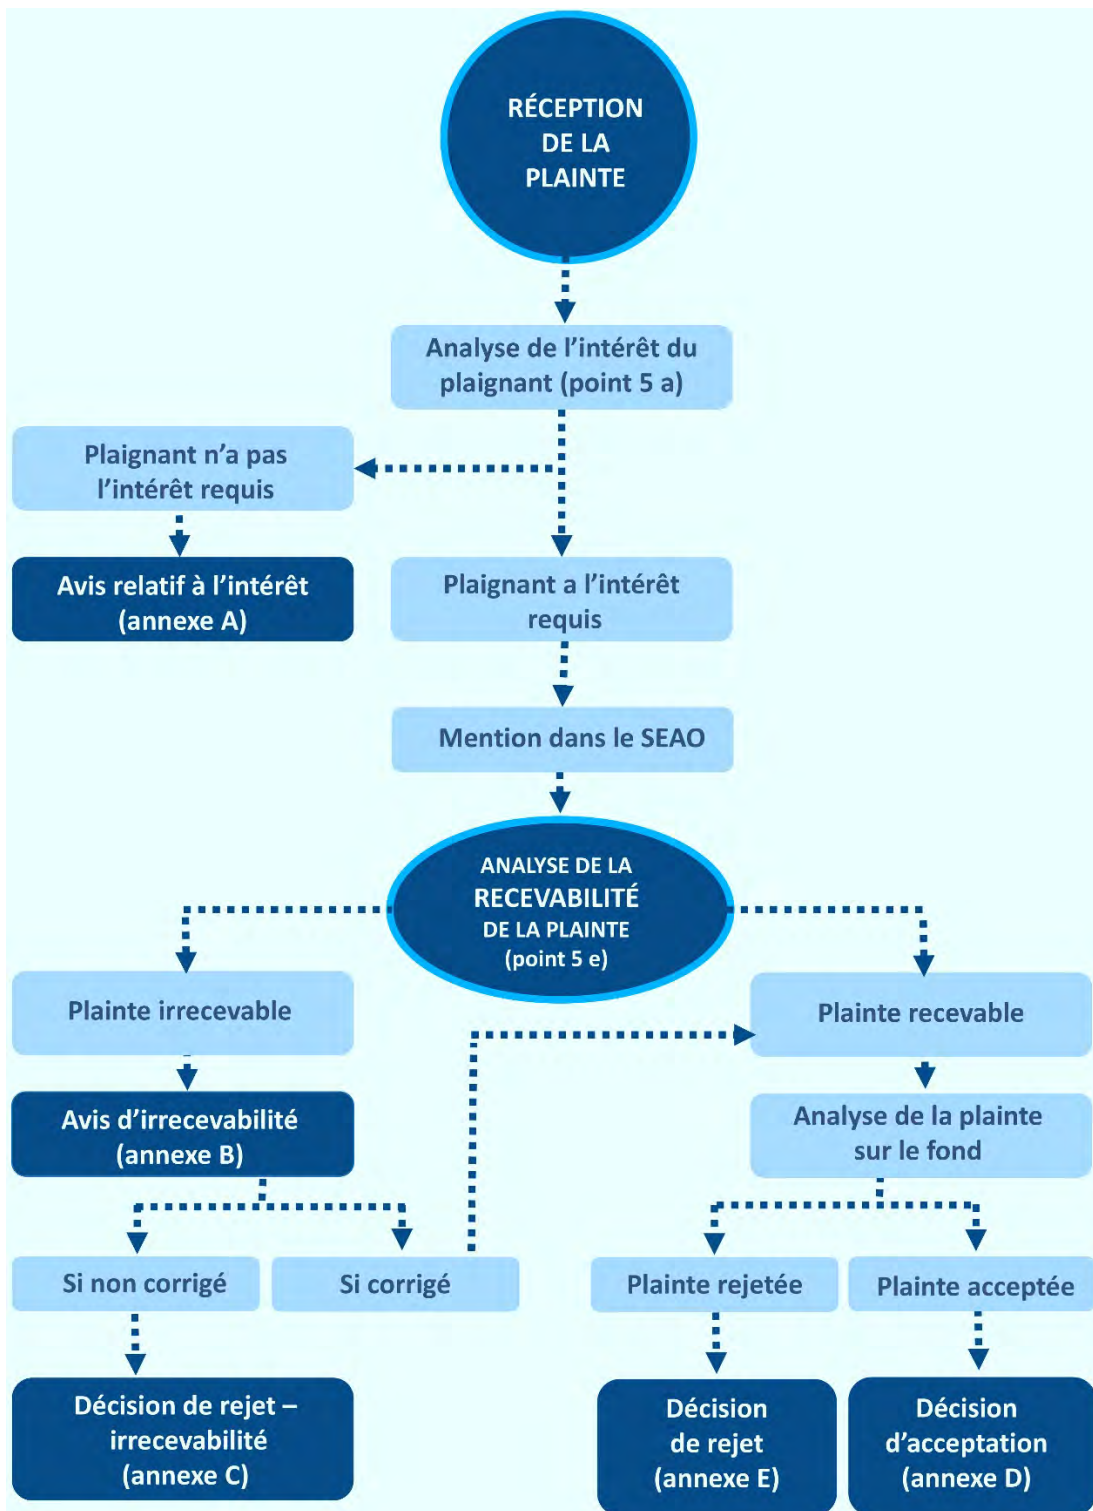 RÉCEPTION
DE LA
PLAINTE
Analyse de l’intérêt du
plaignant (point 5 a)
Plaignant n’a pas
l’intérêt requis
Avis relatif à l’intérêt
(annexe A)
Plaignant a l’intérêt
requis
Mention dans le SEAO
ANALYSE DE LA
RECEVABILITÉ
DE LA PLAINTE
(point 5 e)
Plainte irrecevable
Plainte recevable
Avis d’irrecevabilité
(annexe B)
Analyse de la plainte
sur le fond
Si non corrigé
Si corrigé
Plainte rejetée
Plainte acceptée
Décision de rejet –
irrecevabilité
(annexe C)
Décision
de rejet
(annexe E)
Décision
d’acceptation
(annexe D)